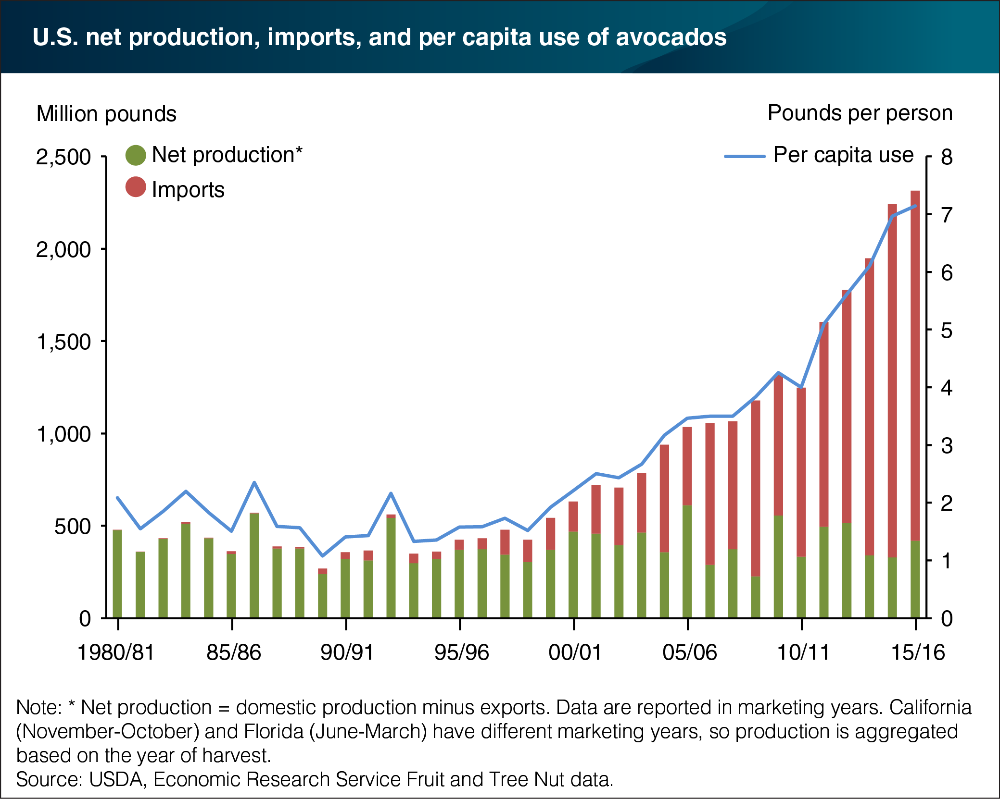 U.S. net production, imports, and per capita use of avocados
Million pounds
Pounds per person
Net production*
Imports
Per capita use
2,500
2,000
1,500
1,000
500
0
8
7
6
5
4
3
2
1
0
1980/81
85/86
90/91
95/96
00/01
05/06
10/11
15/16
Note: * Net production = domestic production minus exports. Data are reported in marketing years. California
(November-October) and Florida (June-March) have different marketing years, so production is aggregated
based on the year of harvest.
Source: USDA, Economic Research Service Fruit and Tree Nut data.